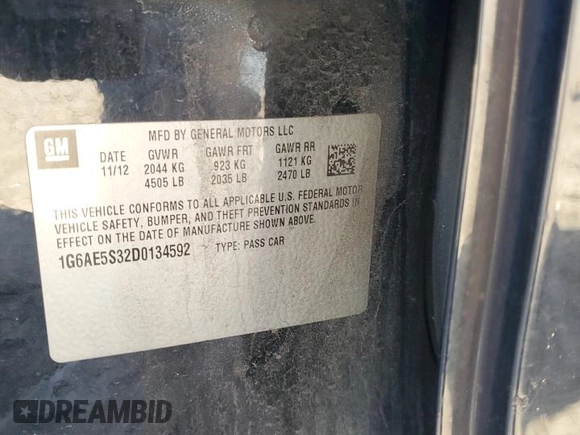 GM
MFD BY GENERAL MOTORS LLC
DATE GVWR GAWR FRT GAWR RR
11/12 2044 KG 923 KG 1121 KG
4505 LB 2035 LB 2470 LB
THIS VEHICLE CONFORMS TO ALL APPLICABLE U.S. FEDERAL MOTOR
VEHICLE SAFETY, BUMPER, AND THEFT PREVENTION STANDARDS IN
EFFECT ON THE DATE OF MANUFACTURE SHOWN ABOVE.
1G6AE5S32D0134592 TYPE: PASS CAR
DREAMBID